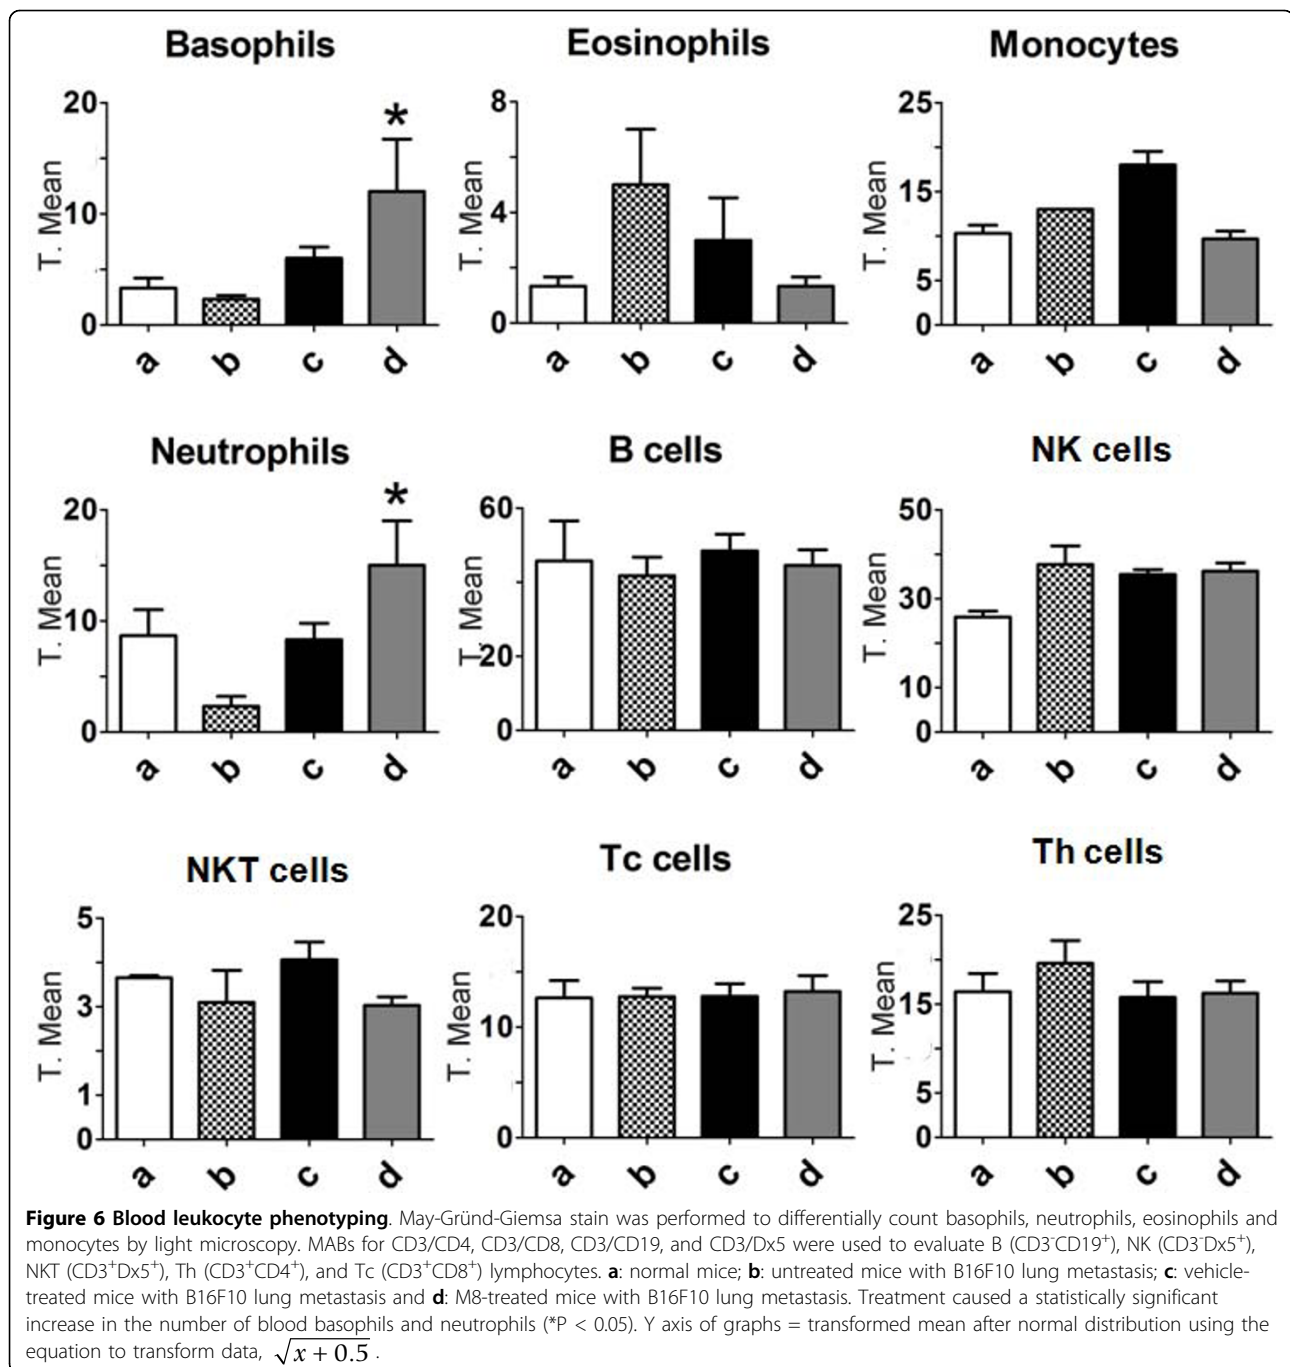 Basophils
20
10
0
T. Mean
*
a b c d
Eosinophils
8
4
0
T. Mean
a b c d
Monocytes
25
15
5
0
T. Mean
a b c d
Neutrophils
20
10
0
T. Mean
*
a b c d
B cells
60
20
0
T. Mean
a b c d
NK cells
50
30
10
0
T. Mean
a b c d
NKT cells
5
3
1
0
T. Mean
a b c d
Tc cells
20
10
0
T. Mean
a b c d
Th cells
25
15
5
0
T. Mean
a b c d
Figure 6 Blood leukocyte phenotyping. May-Gründ-Giemsa stain was performed to differentially count basophils, neutrophils, eosinophils and
monocytes by light microscopy. MABs for CD3/CD4, CD3/CD8, CD3/CD19, and CD3/Dx5 were used to evaluate B (CD3⁻CD19⁺), NK (CD3⁻Dx5⁺),
NKT (CD3⁺Dx5⁺), Th (CD3⁺CD4⁺), and Tc (CD3⁺CD8⁺) lymphocytes. a: normal mice; b: untreated mice with B16F10 lung metastasis; c: vehicle-
treated mice with B16F10 lung metastasis and d: M8-treated mice with B16F10 lung metastasis. Treatment caused a statistically significant
increase in the number of blood basophils and neutrophils (*P < 0.05). Y axis of graphs = transformed mean after normal distribution using the
equation to transform data, √(x + 0.5) .